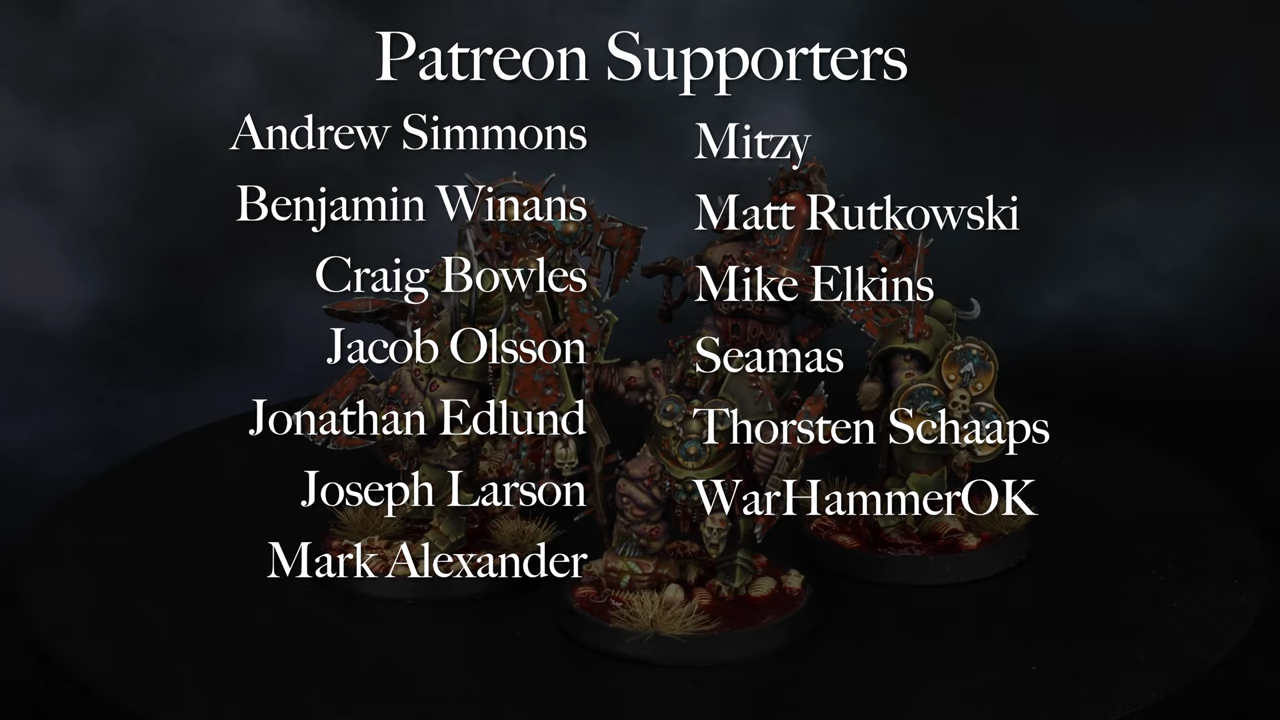 Patreon Supporters
Andrew Simmons
Benjamin Winans
Craig Bowles
Jacob Olsson
Jonathan Edlund
Joseph Larson
Mark Alexander
Mitzy
Matt Rutkowski
Mike Elkins
Seamas
Thorsten Schaaps
WarHammerOK